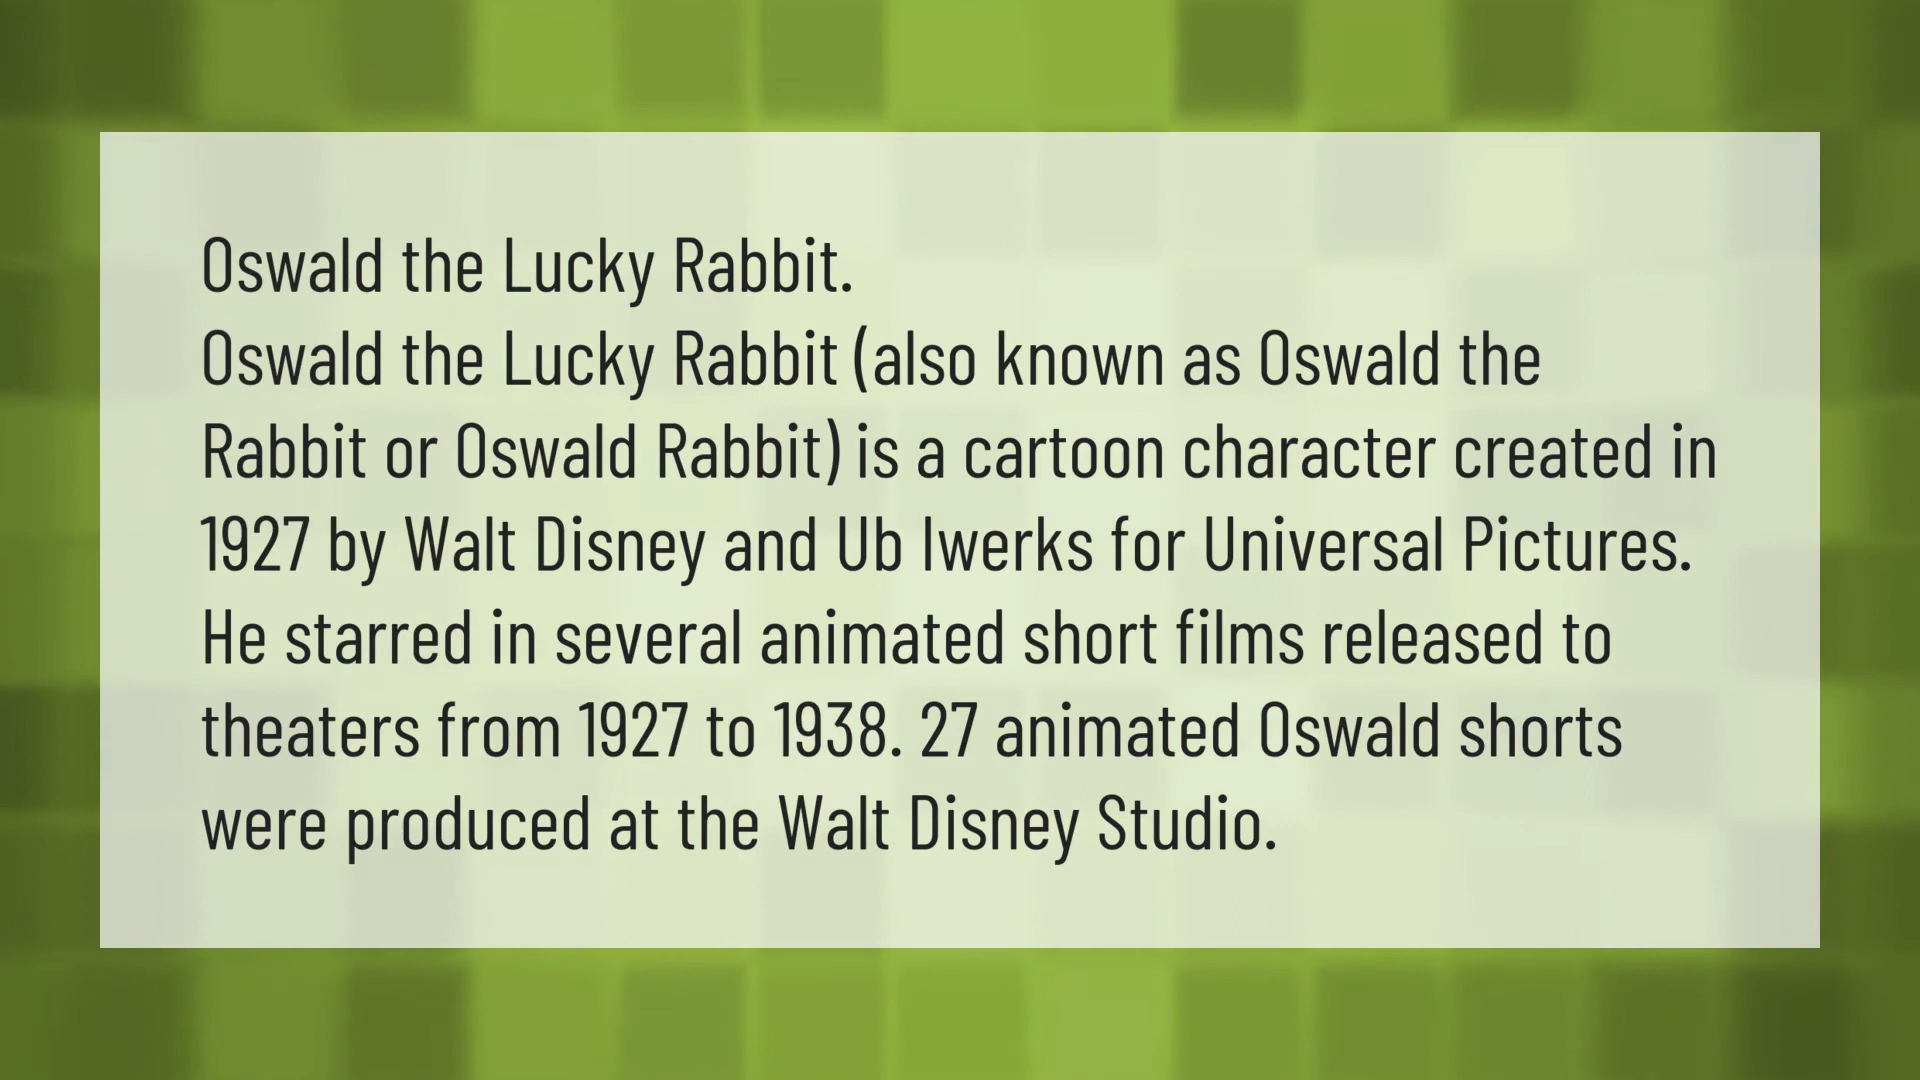 Oswald the Lucky Rabbit.
Oswald the Lucky Rabbit (also known as Oswald the
Rabbit or Oswald Rabbit) is a cartoon character created in
1927 by Walt Disney and Ub Iwerks for Universal Pictures.
He starred in several animated short films released to
theaters from 1927 to 1938. 27 animated Oswald shorts
were produced at the Walt Disney Studio.